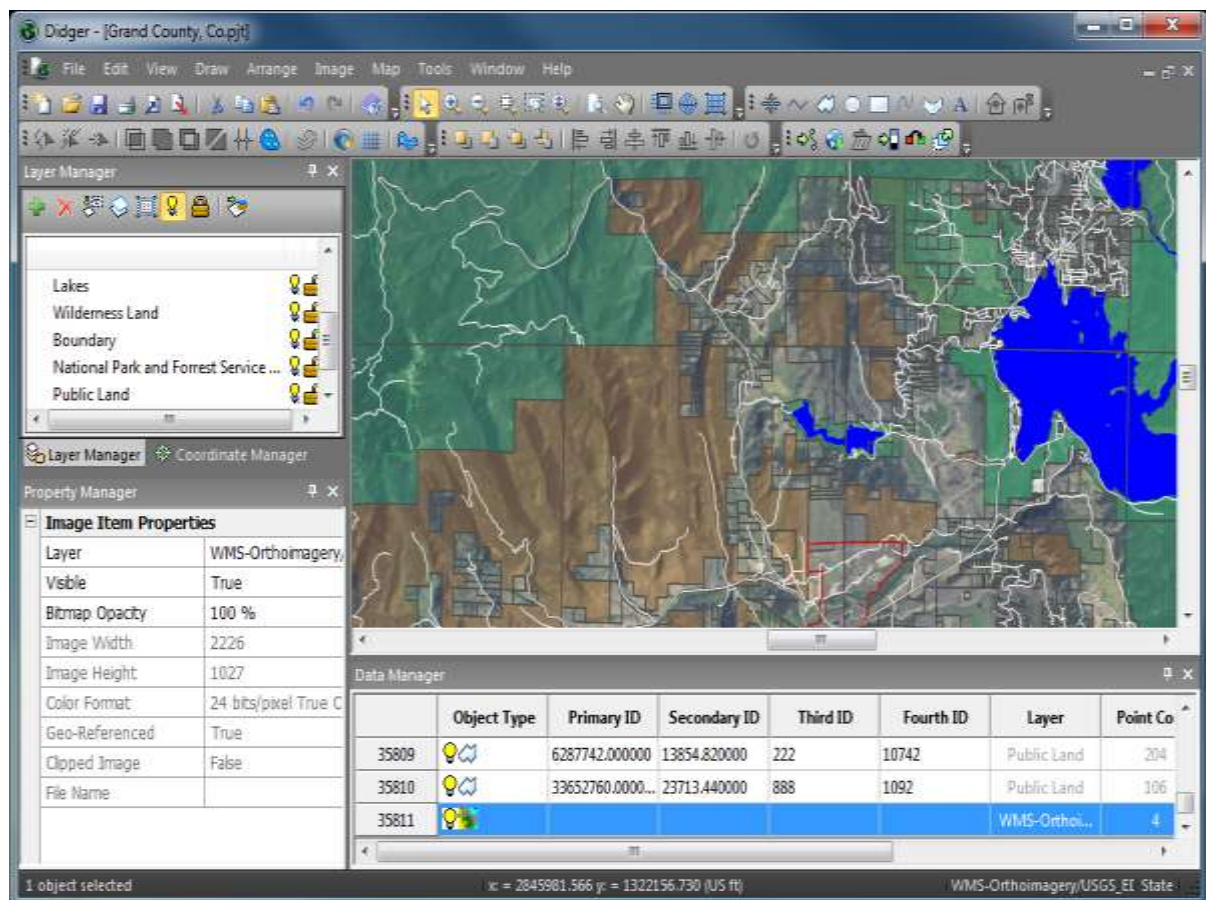 Didger - [Grand County, Co.pjt]
File Edit View Draw Arrange Image Map Tools Window Help
Layer Manager
Lakes
Wilderness Land
Boundary
National Park and Forrest Service ...
Public Land
Layer Manager Coordinate Manager
Property Manager
Image Item Properties
Layer WMS-Orthoimagery/
Visible True
Bitmap Opacity 100 %
Image Width 2226
Image Height 1027
Color Format 24 bits/pixel True C
Geo-Referenced True
Clipped Image False
File Name
Data Manager
Object Type Primary ID Secondary ID Third ID Fourth ID Layer Point Co
35809 6287742.000000 13854.820000 222 10742 Public Land 204
35810 33652760.0000... 23713.440000 888 1092 Public Land 106
35811 WMS-Orthoi... 4
1 object selected x: = 2845981.566 y: = 1322156.730 (US ft) WMS-Orthoimagery/USGS_EI State